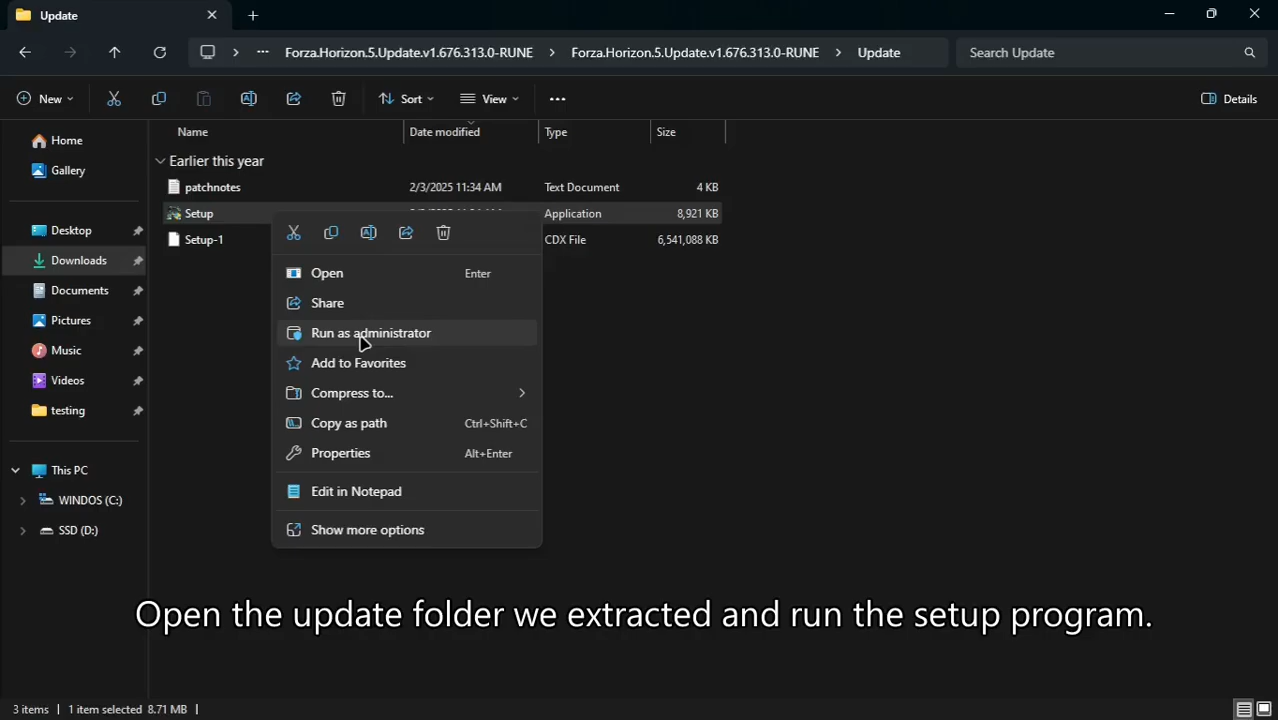 Update
Forza.Horizon.5.Update.v1.676.313.0-RUNE > Forza.Horizon.5.Update.v1.676.313.0-RUNE > Update
Search Update
New
Sort
View
Details
Name Date modified Type Size
Home
Gallery
Earlier this year
patchnotes 2/3/2025 11:34 AM Text Document 4 KB
Setup Application 8,921 KB
Setup-1 CDX File 6,541,088 KB
Desktop
Downloads
Documents
Pictures
Music
Videos
testing
This PC
WINDOS (C:)
SSD (D:)
Open Enter
Share
Run as administrator
Add to Favorites
Compress to...
Copy as path Ctrl+Shift+C
Properties Alt+Enter
Edit in Notepad
Show more options
Open the update folder we extracted and run the setup program.
3 items 1 item selected 8.71 MB